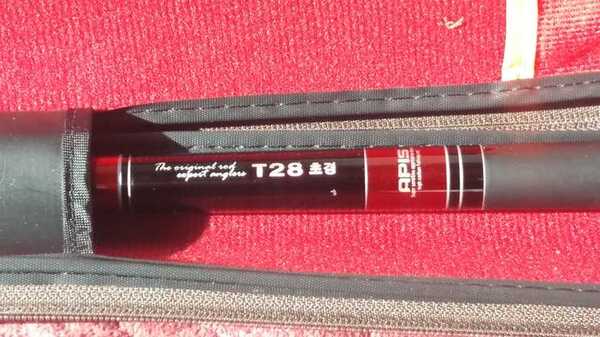 The original rod
expert anglers
T28 초경
APIS